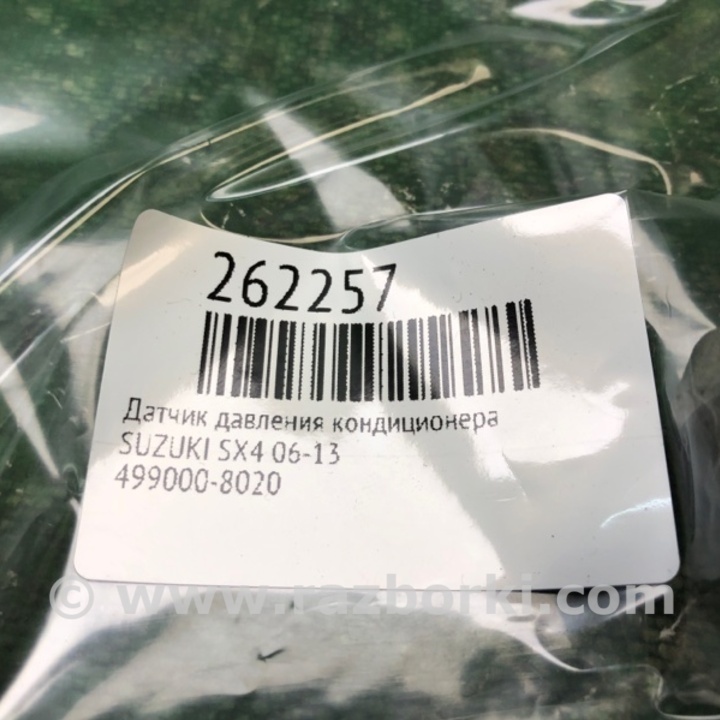 262257
Датчик давления кондиционера
SUZUKI SX4 06-13
499000-8020
© www.razborki.com